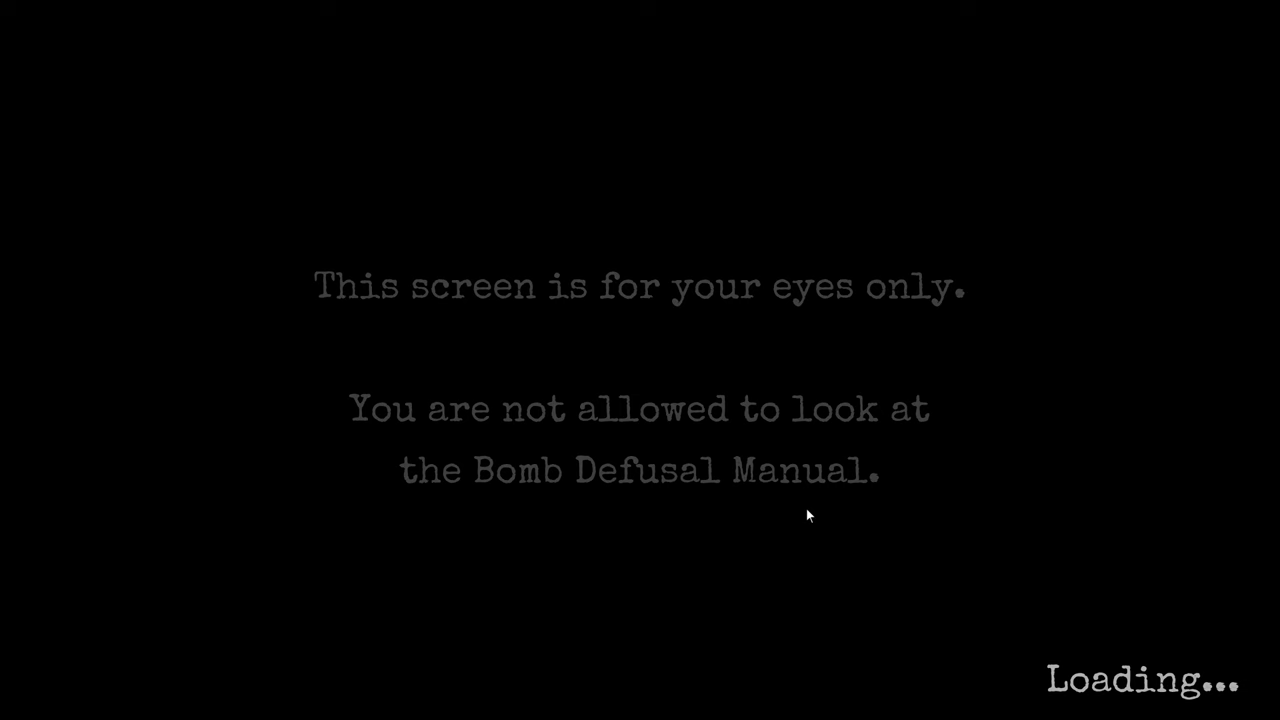 This screen is for your eyes only.
You are not allowed to look at
the Bomb Defusal Manual.
Loading...